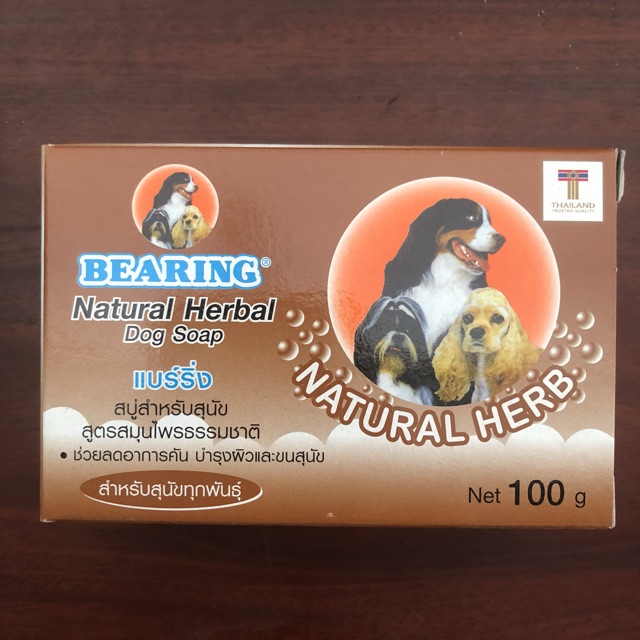 BEARING®
Natural Herbal
Dog Soap
แบร์ริ่ง
สบู่สำหรับสุนัข
สูตรสมุนไพรธรรมชาติ
• ช่วยลดอาการคัน บำรุงผิวและขนสุนัข
สำหรับสุนัขทุกพันธุ์
THAILAND
TRUSTED QUALITY
NATURAL HERB
Net 100 g